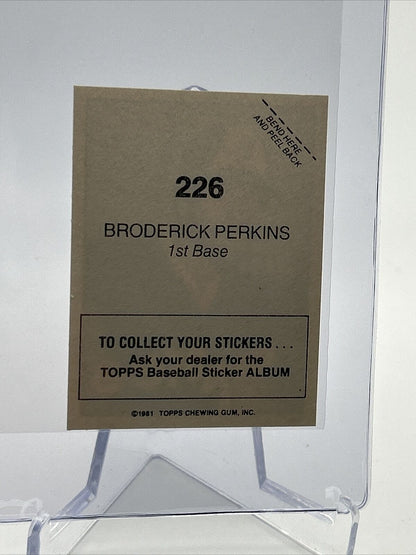 BEND HERE
AND PEEL BACK
226
BRODERICK PERKINS
1st Base
TO COLLECT YOUR STICKERS...
Ask your dealer for the
TOPPS Baseball Sticker ALBUM
©1981 TOPPS CHEWING GUM, INC.